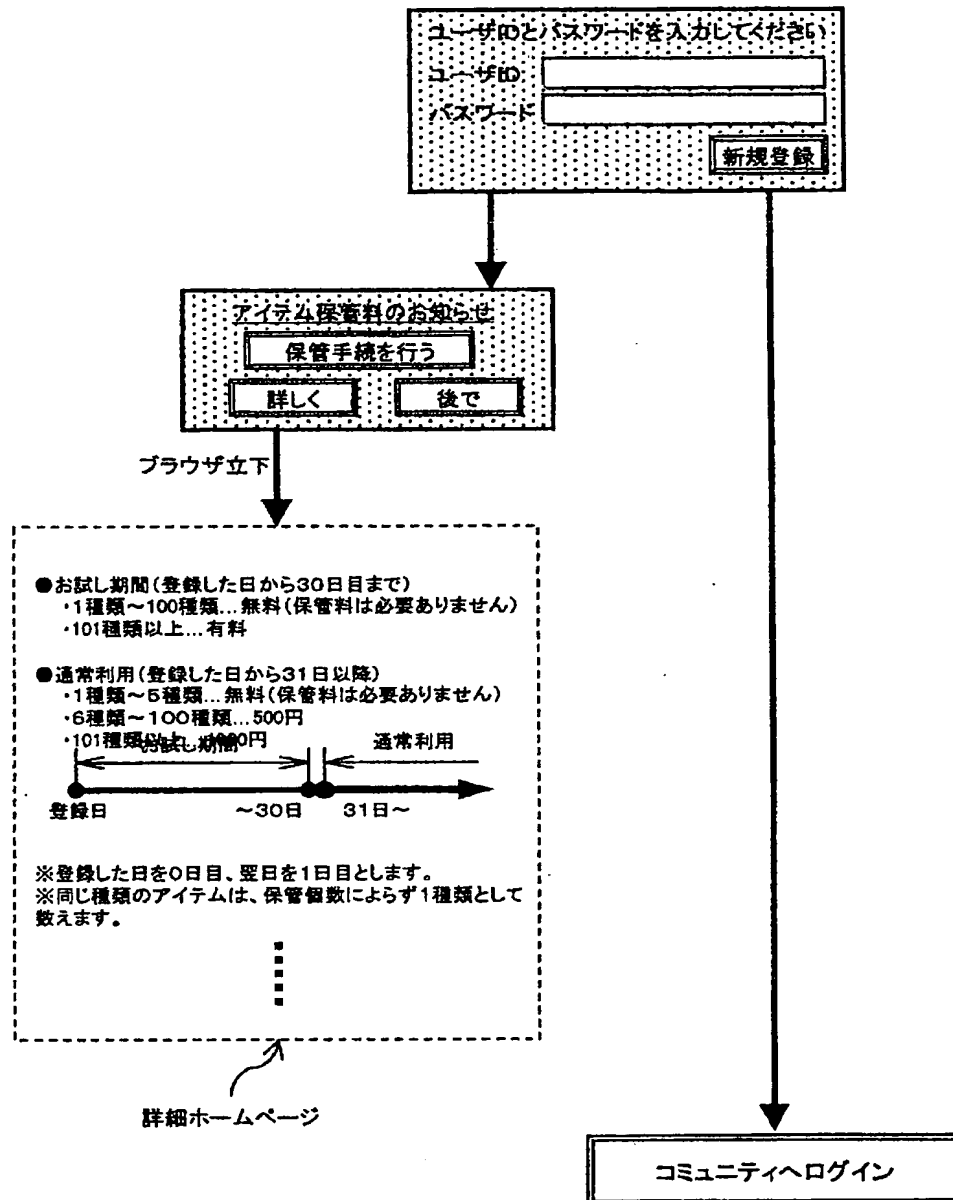 ユーザIDとパスワードを入力してください
ユーザID
パスワード
新規登録
アイテム保管料のお知らせ
保管手続を行う
詳しく
後で
ブラウザ立下
●お試し期間(登録した日から30日目まで)
・1種類～100種類…無料(保管料は必要ありません)
・101種類以上…有料
●通常利用(登録した日から31日以降)
・1種類～5種類…無料(保管料は必要ありません)
・6種類～100種類…500円
・101種類以上
お試し期間
通常利用
登録日
～30日
31日～
※登録した日を0日目、翌日を1日目とします。
※同じ種類のアイテムは、保管個数によらず1種類として
数えます。
詳細ホームページ
コミュニティへログイン